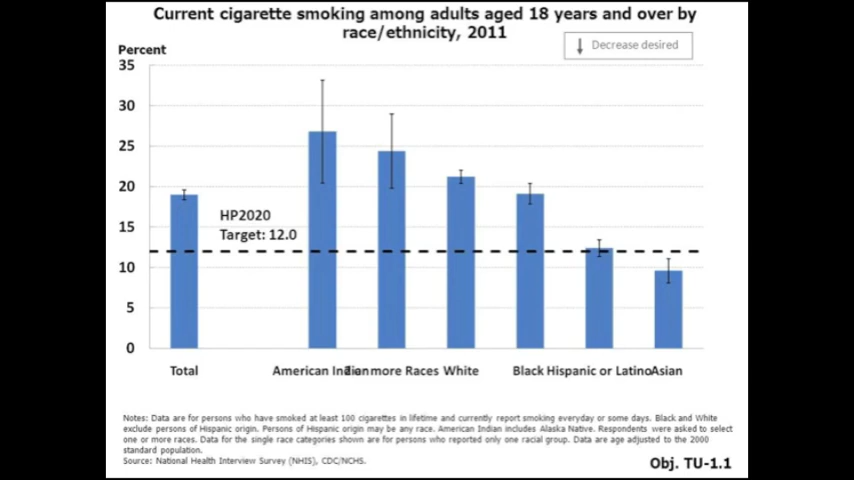 Current cigarette smoking among adults aged 18 years and over by
race/ethnicity, 2011
Decrease desired
Percent
35
30
25
20
15
10
5
0
HP2020
Target: 12.0
Total
American Indian
2 or more Races
White
Black
Hispanic or Latino
Asian
Notes: Data are for persons who have smoked at least 100 cigarettes in lifetime and currently report smoking everyday or some days. Black and White
exclude persons of Hispanic origin. Persons of Hispanic origin may be any race. American Indian includes Alaska Native. Respondents were asked to select
one or more races. Data for the single race categories shown are for persons who reported only one racial group. Data are age adjusted to the 2000
standard population.
Source: National Health Interview Survey (NHIS), CDC/NCHS.
Obj. TU-1.1